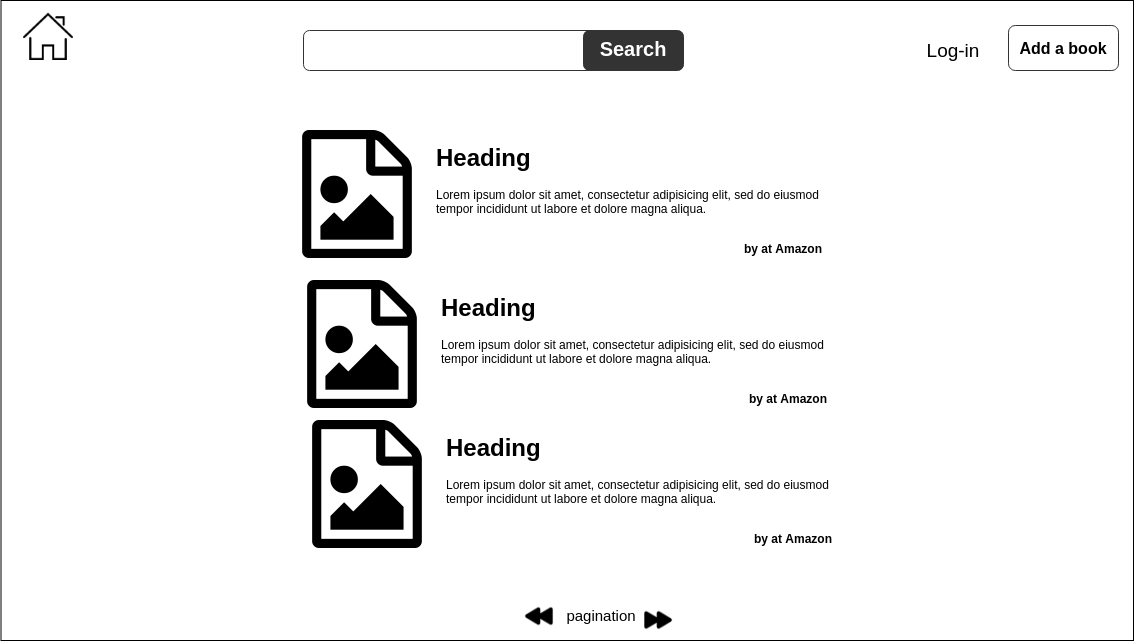 Search
Log-in
Add a book
Heading
Lorem ipsum dolor sit amet, consectetur adipisicing elit, sed do eiusmod
tempor incididunt ut labore et dolore magna aliqua.
by at Amazon
Heading
Lorem ipsum dolor sit amet, consectetur adipisicing elit, sed do eiusmod
tempor incididunt ut labore et dolore magna aliqua.
by at Amazon
Heading
Lorem ipsum dolor sit amet, consectetur adipisicing elit, sed do eiusmod
tempor incididunt ut labore et dolore magna aliqua.
by at Amazon
pagination